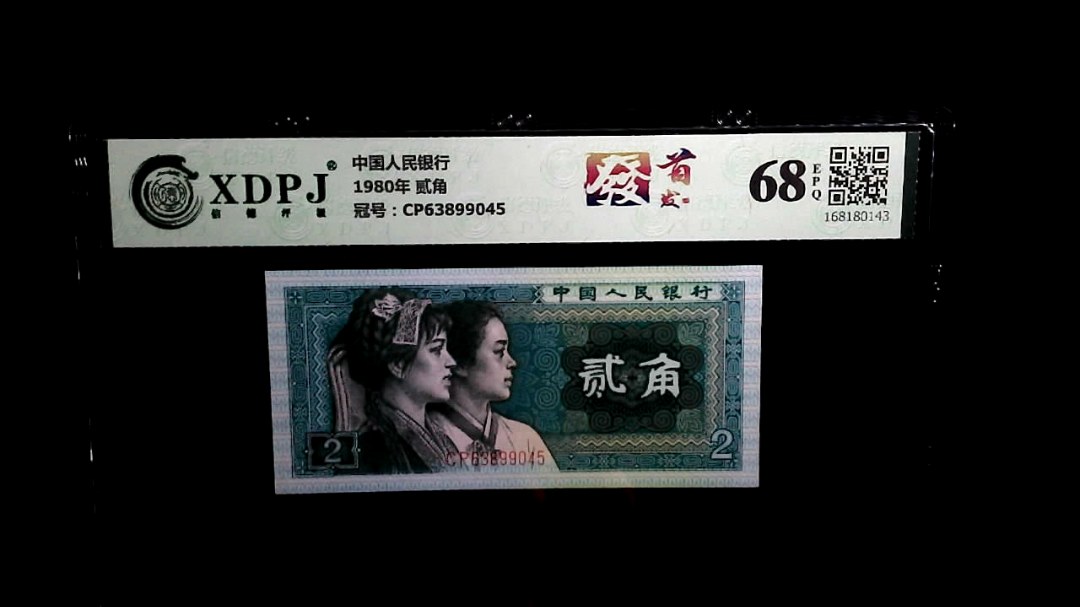 XDPJ
信德评级
中国人民银行
1980年 贰角
冠号：CP63899045
發
首发
68
EPQ
168180143
中国人民银行
贰角
2
2
CP63899045